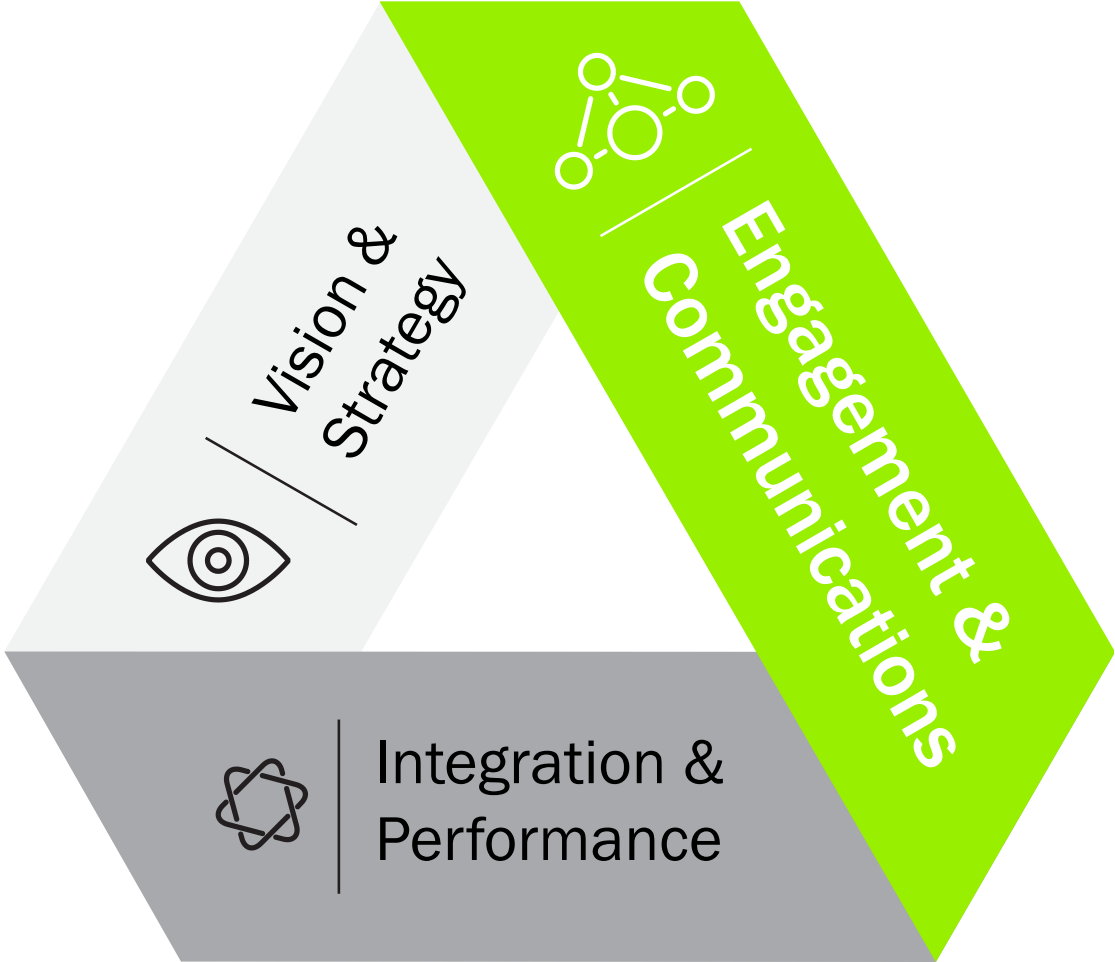 Vision &
Strategy
Engagement &
Communications
Integration &
Performance